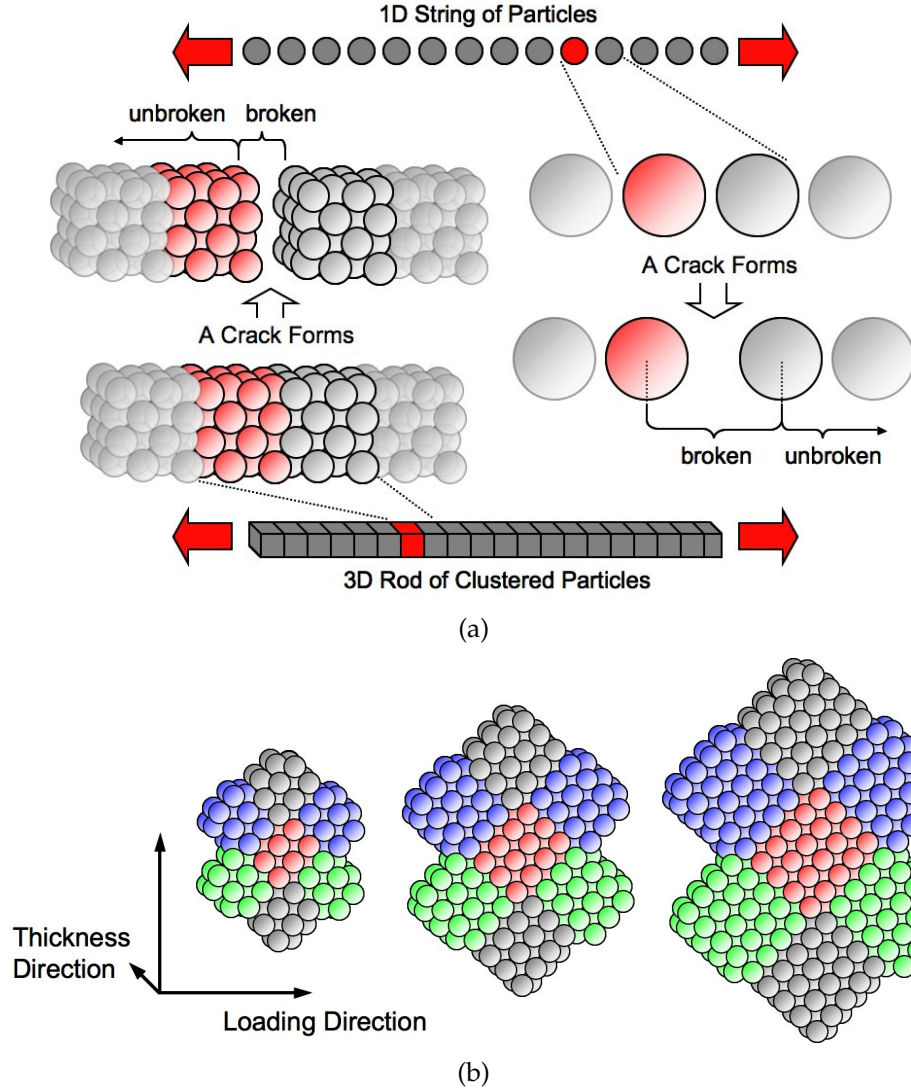 1D String of Particles
unbroken broken
A Crack Forms
A Crack Forms
broken unbroken
3D Rod of Clustered Particles
(a)
Thickness
Direction
Loading Direction
(b)